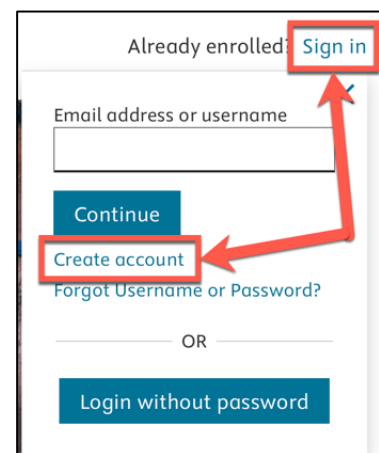 Already enrolled? Sign in
Email address or username
Continue
Create account
Forgot Username or Password?
OR
Login without password